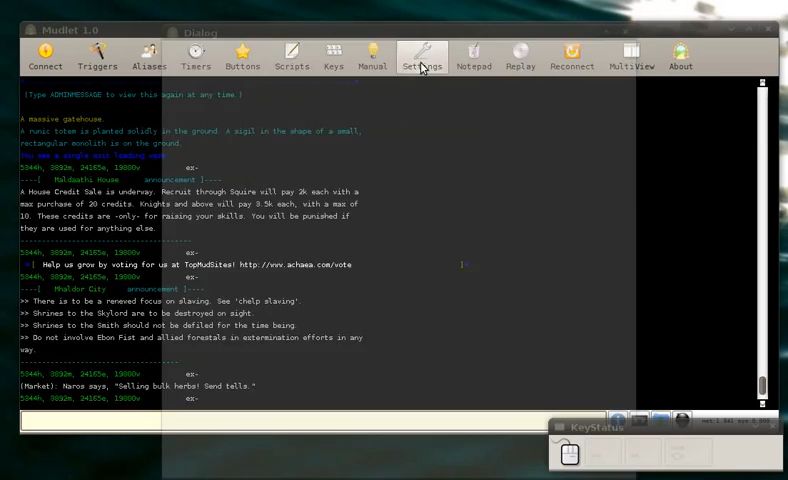 Mudlet 1.0
Dialog
Connect
Triggers
Aliases
Timers
Buttons
Scripts
Keys
Manual
Settings
Notepad
Replay
Reconnect
MultiView
About
(Type ADMINMESSAGE to view this again at any time.)
A massive gatehouse.
A runic totem is planted solidly in the ground. A sigil in the shape of a small,
rectangular monolith is on the ground.
You see a single exit leading
5344h, 3892m, 24165e, 19800w ex-
----[ Maldaathi House announcement ]----
A House Credit Sale is underway. Recruit through Squire will pay 2k each with a
max purchase of 20 credits. Knights and above will pay 3.5k each, with a max of
10. These credits are -only- for raising your skills. You will be punished if
they are used for anything else.
5344h, 3892m, 24165e, 19800w ex-
[ Help us grow by voting for us at TopMudSites! http://www.achaea.com/vote ]
5344h, 3892m, 24165e, 19800w ex-
----[ Mhaldor City announcement ]----
>> There is to be a renewed focus on slaving. See 'chelp slaving'.
>> Shrines to the Skylord are to be destroyed on sight.
>> Shrines to the Smith should not be defiled for the time being.
>> Do not involve Ebon Fist and allied forestals in extermination efforts in any
way.
5344h, 3892m, 24165e, 19800w ex-
(Market): Naros says, "Selling bulk herbs! Send tells."
5344h, 3892m, 24165e, 19800w ex-
KeyStatus